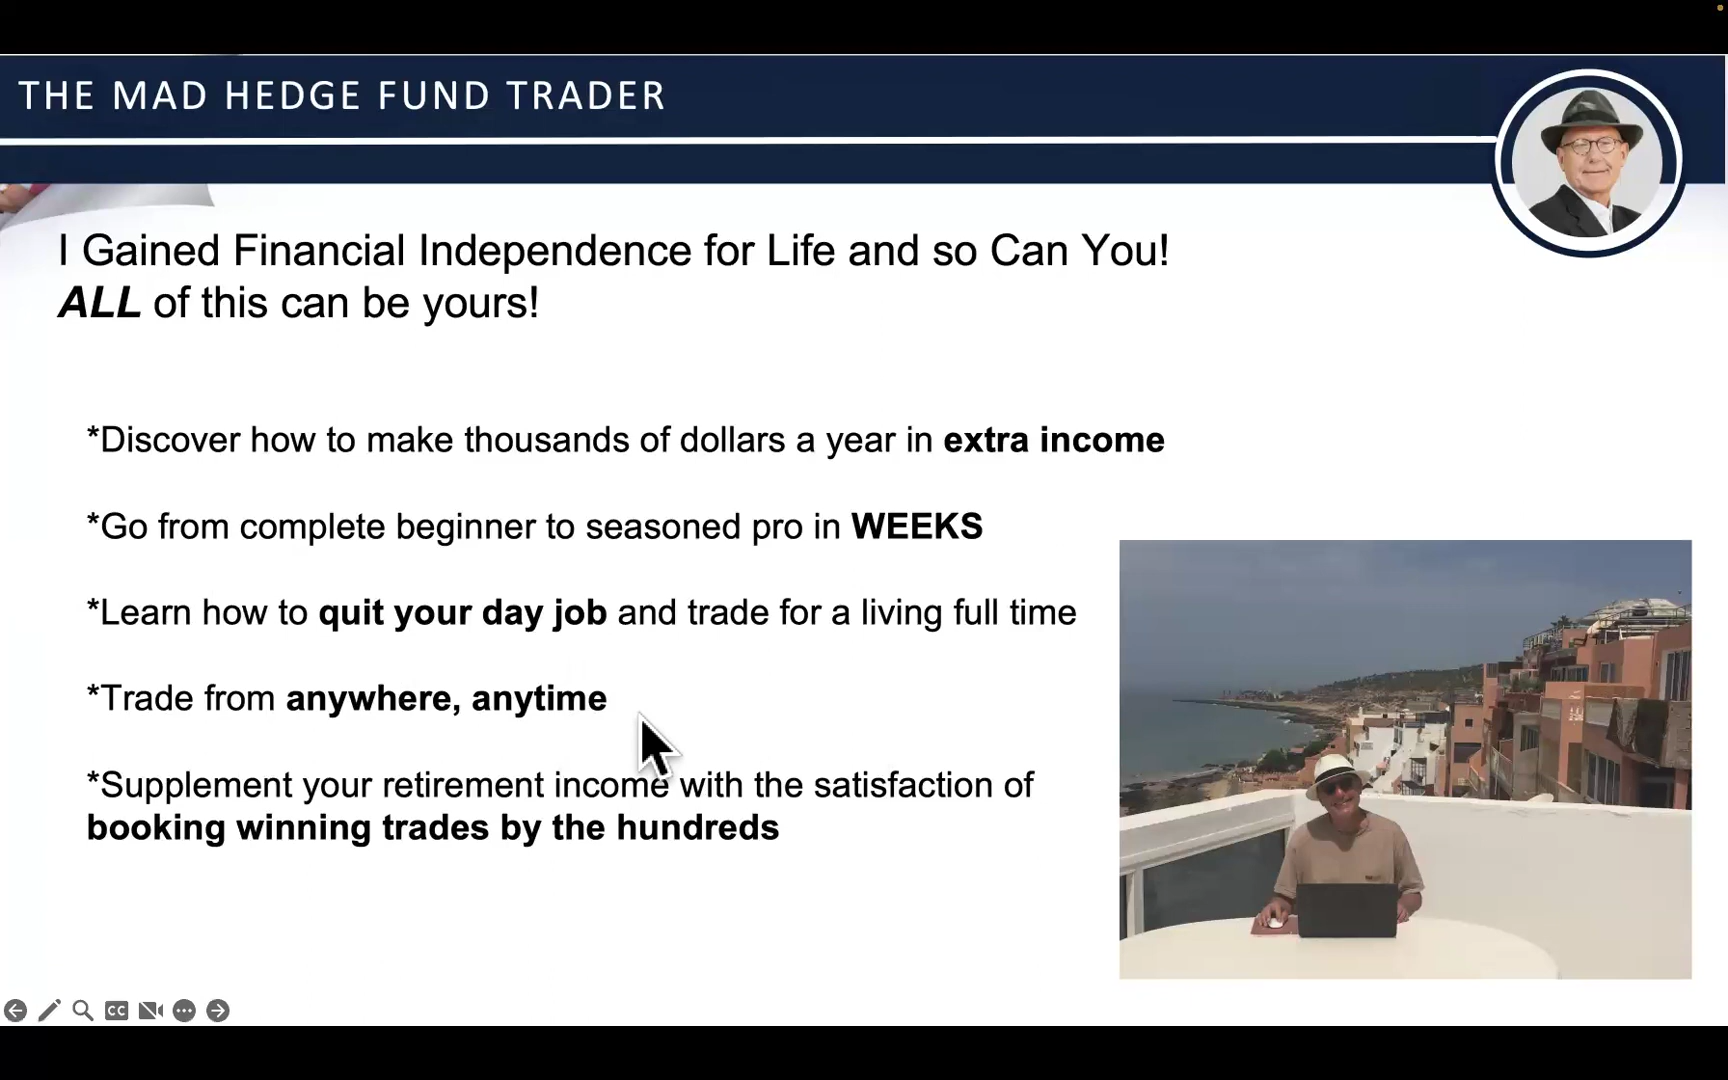 THE MAD HEDGE FUND TRADER
I Gained Financial Independence for Life and so Can You!
ALL of this can be yours!
*Discover how to make thousands of dollars a year in extra income
*Go from complete beginner to seasoned pro in WEEKS
*Learn how to quit your day job and trade for a living full time
*Trade from anywhere, anytime
*Supplement your retirement income with the satisfaction of
booking winning trades by the hundreds
CC